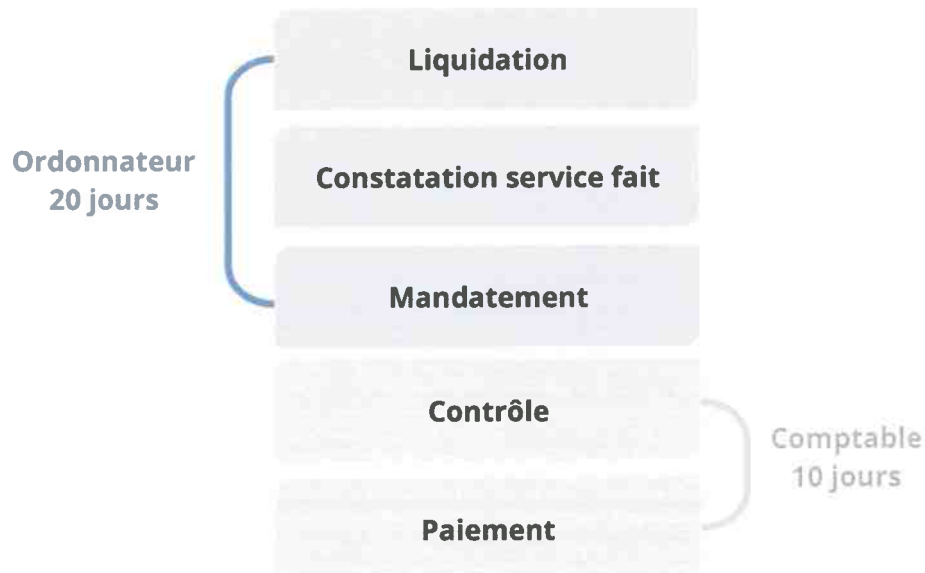 Liquidation
Ordonnateur
20 jours
Constatation service fait
Mandatement
Contrôle
Comptable
10 jours
Paiement